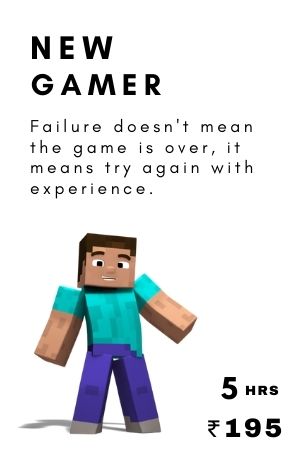 NEW
GAMER
Failure doesn't mean
the game is over, it
means try again with
experience.
5 HRS
₹195